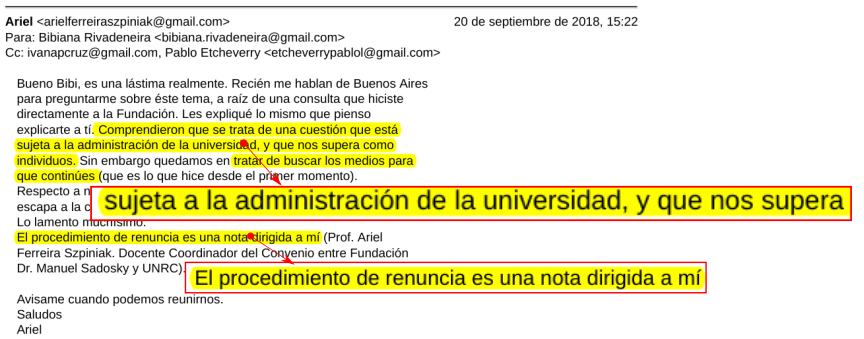 Ariel <arielferreiraszpiniak@gmail.com> 20 de septiembre de 2018, 15:22
Para: Bibiana Rivadeneira <bibiana.rivadeneira@gmail.com>
Cc: ivanapcruz@gmail.com, Pablo Etcheverry <etcheverrypablol@gmail.com>
Bueno Bibi, es una lástima realmente. Recién me hablan de Buenos Aires
para preguntarme sobre éste tema, a raíz de una consulta que hiciste
directamente a la Fundación. Les expliqué lo mismo que pienso
explicarte a tí. Comprendieron que se trata de una cuestión que está
sujeta a la administración de la universidad, y que nos supera como
individuos. Sin embargo quedamos en tratar de buscar los medios para
que continúes (que es lo que hice desde el primer momento).
Respecto a
sujeta a la administración de la universidad, y que nos supera
escapa a la
Lo lamento muchísimo.
El procedimiento de renuncia es una nota dirigida a mí (Prof. Ariel
Ferreira Szpiniak. Docente Coordinador del Convenio entre Fundación
Dr. Manuel Sadosky y UNRC).
El procedimiento de renuncia es una nota dirigida a mí
Avisame cuando podemos reunirnos.
Saludos
Ariel